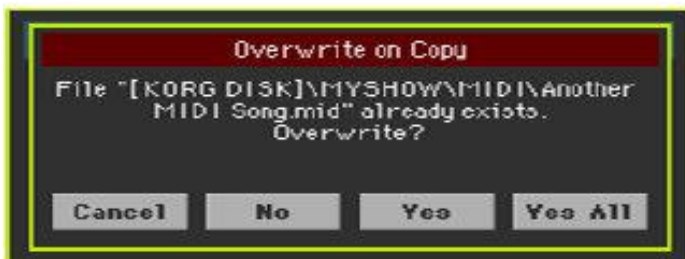 Overwrite on Copy
File "[KORG DISK]\MYSHOW\MIDI\Another
MIDI Song.mid" already exists.
Overwrite?
Cancel No Yes Yes All